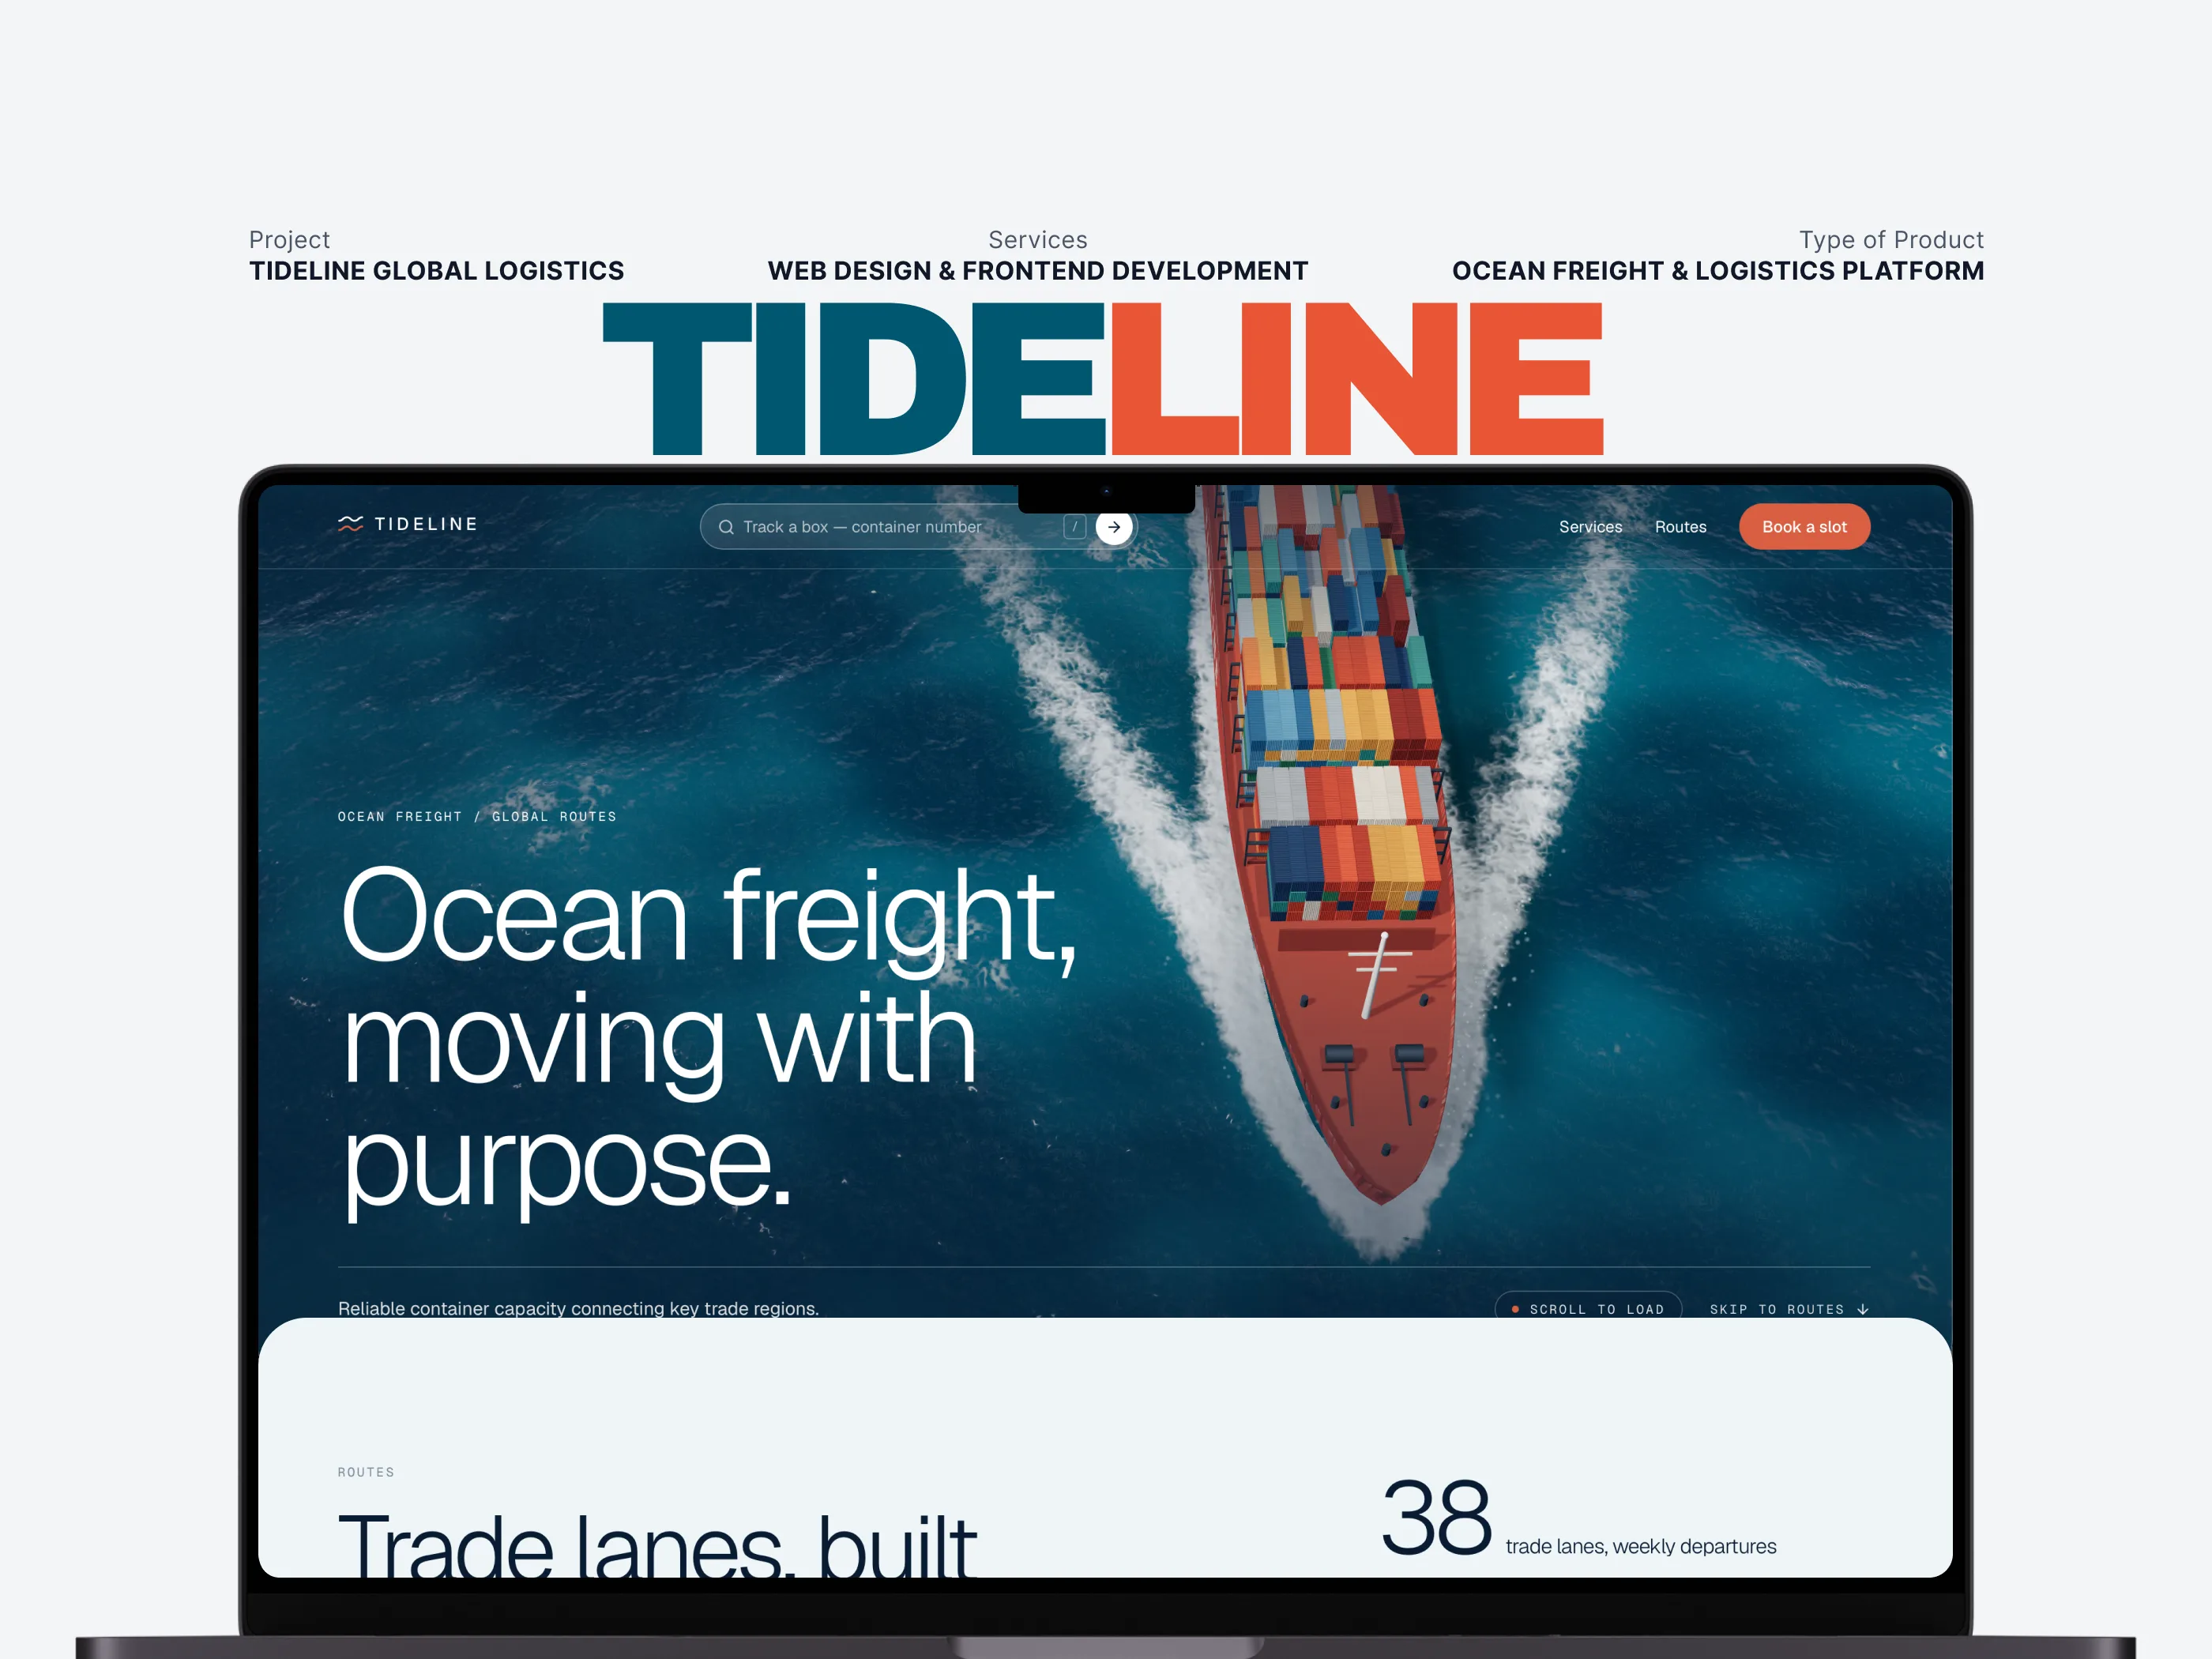 Project
TIDELINE GLOBAL LOGISTICS
Services
WEB DESIGN & FRONTEND DEVELOPMENT
Type of Product
OCEAN FREIGHT & LOGISTICS PLATFORM
TIDELINE
TIDELINE
Track a box — container number
/
Services
Routes
Book a slot
OCEAN FREIGHT / GLOBAL ROUTES
Ocean freight,
moving with
purpose.
Reliable container capacity connecting key trade regions.
SCROLL TO LOAD
SKIP TO ROUTES
ROUTES
Trade lanes, built
38 trade lanes, weekly departures